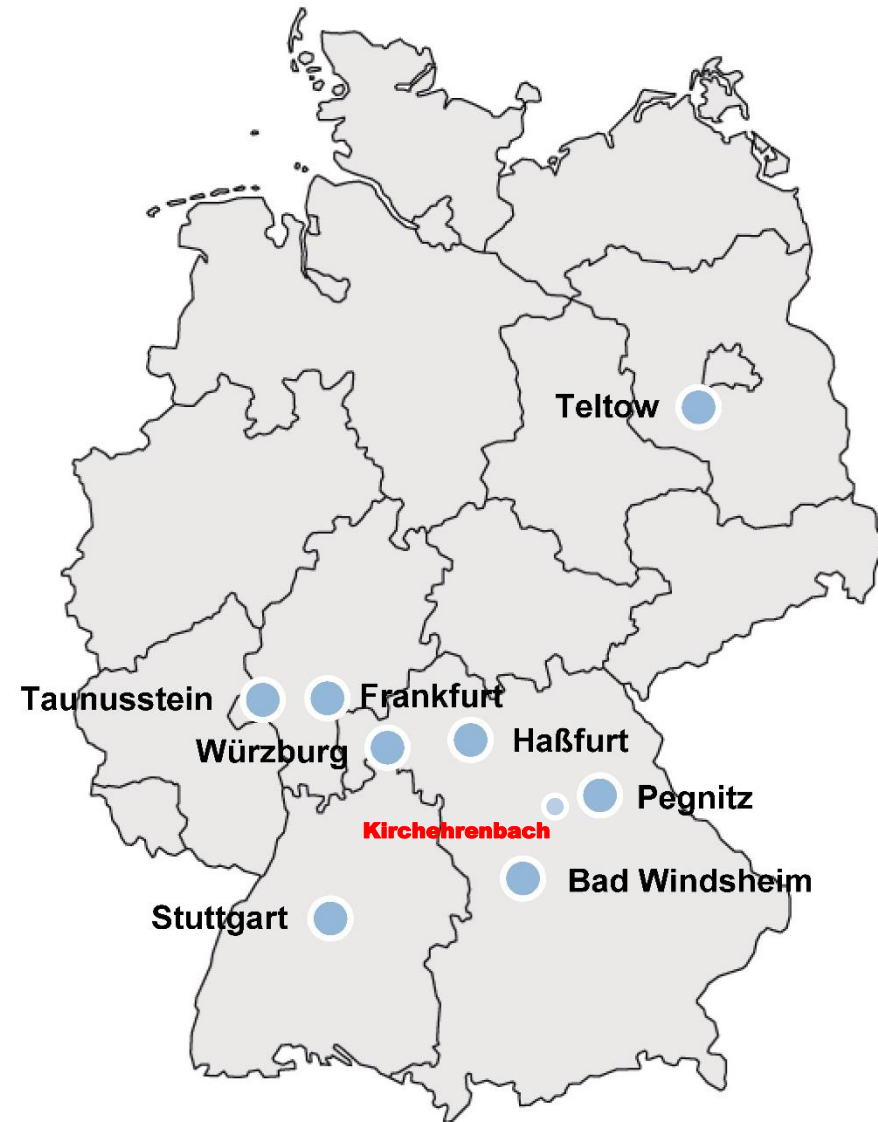 Teltow
Taunusstein
Frankfurt
Würzburg
Haßfurt
Pegnitz
Kirchehrenbach
Bad Windsheim
Stuttgart